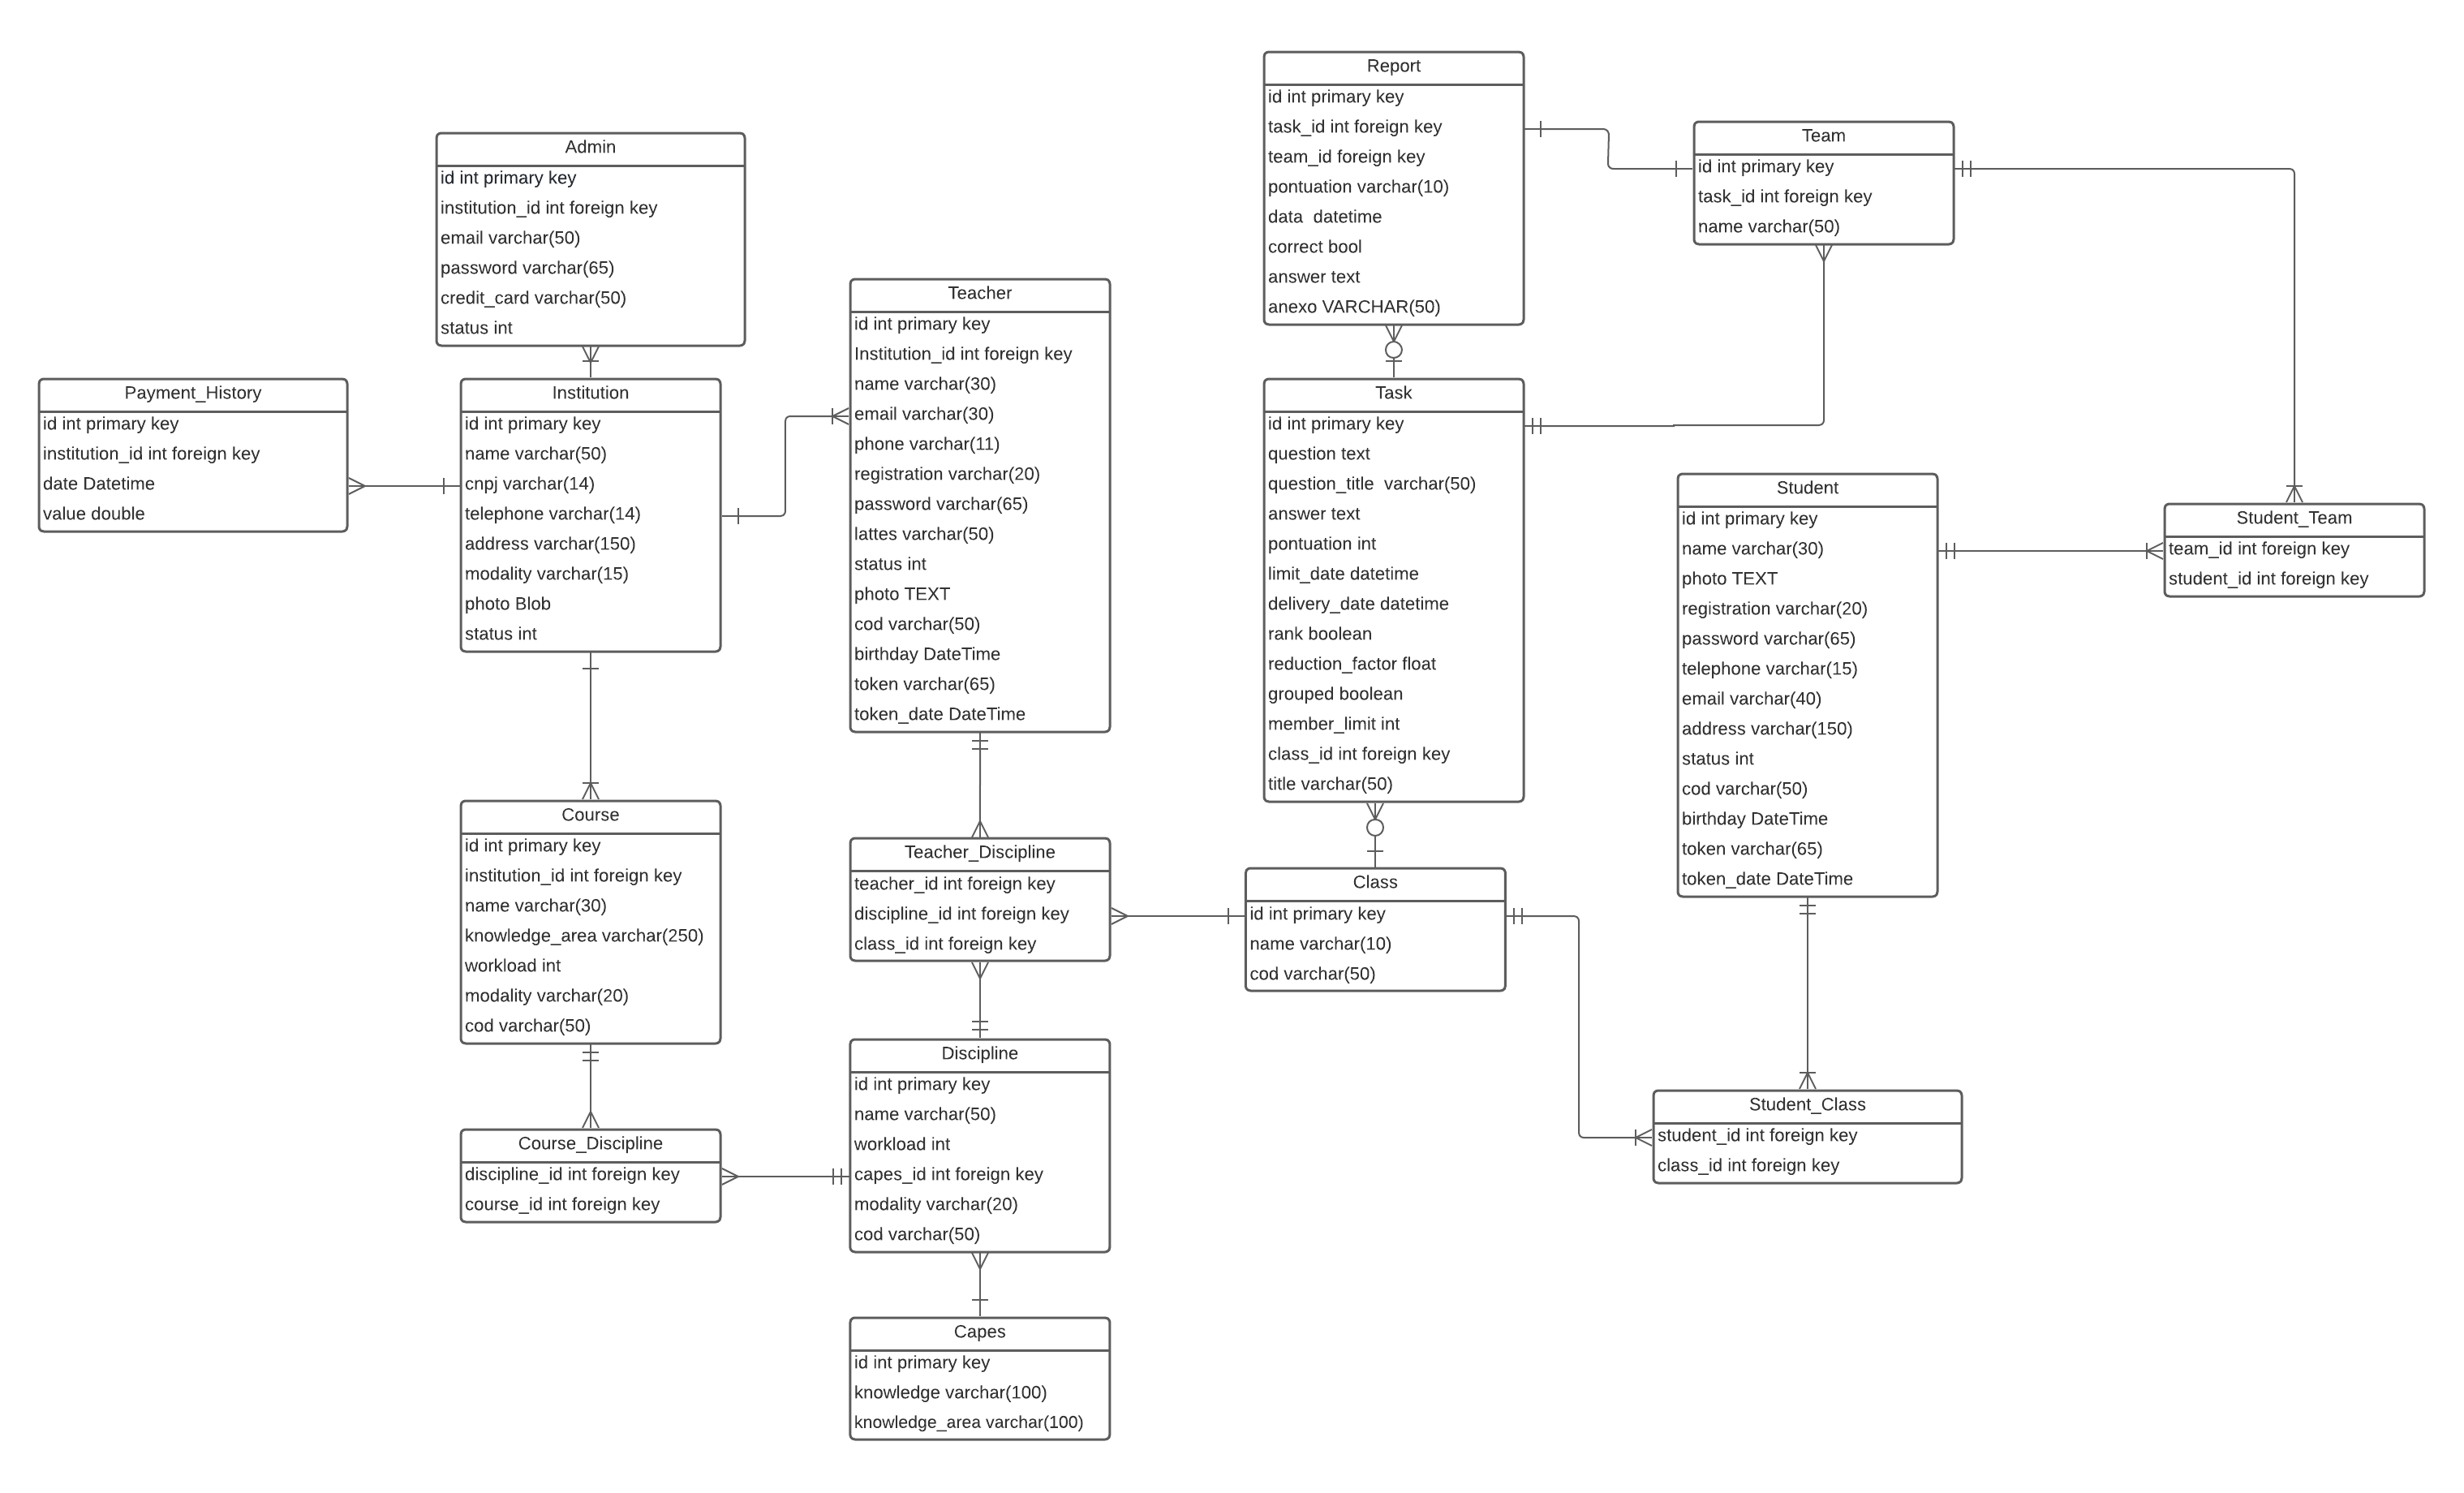 Report
id int primary key
task_id int foreign key
team_id foreign key
pontuation varchar(10)
data  datetime
correct bool
answer text
anexo VARCHAR(50)
Team
id int primary key
task_id int foreign key
name varchar(50)
Admin
id int primary key
institution_id int foreign key
email varchar(50)
password varchar(65)
credit_card varchar(50)
status int
Teacher
id int primary key
Institution_id int foreign key
name varchar(30)
email varchar(30)
phone varchar(11)
registration varchar(20)
password varchar(65)
lattes varchar(50)
status int
photo TEXT
cod varchar(50)
birthday DateTime
token varchar(65)
token_date DateTime
Payment_History
id int primary key
institution_id int foreign key
date Datetime
value double
Institution
id int primary key
name varchar(50)
cnpj varchar(14)
telephone varchar(14)
address varchar(150)
modality varchar(15)
photo Blob
status int
Task
id int primary key
question text
question_title  varchar(50)
answer text
pontuation int
limit_date datetime
delivery_date datetime
rank boolean
reduction_factor float
grouped boolean
member_limit int
class_id int foreign key
title varchar(50)
Student
id int primary key
name varchar(30)
photo TEXT
registration varchar(20)
password varchar(65)
telephone varchar(15)
email varchar(40)
address varchar(150)
status int
cod varchar(50)
birthday DateTime
token varchar(65)
token_date DateTime
Student_Team
team_id int foreign key
student_id int foreign key
Course
id int primary key
institution_id int foreign key
name varchar(30)
knowledge_area varchar(250)
workload int
modality varchar(20)
cod varchar(50)
Teacher_Discipline
teacher_id int foreign key
discipline_id int foreign key
class_id int foreign key
Class
id int primary key
name varchar(10)
cod varchar(50)
Discipline
id int primary key
name varchar(50)
workload int
capes_id int foreign key
modality varchar(20)
cod varchar(50)
Student_Class
student_id int foreign key
class_id int foreign key
Course_Discipline
discipline_id int foreign key
course_id int foreign key
Capes
id int primary key
knowledge varchar(100)
knowledge_area varchar(100)